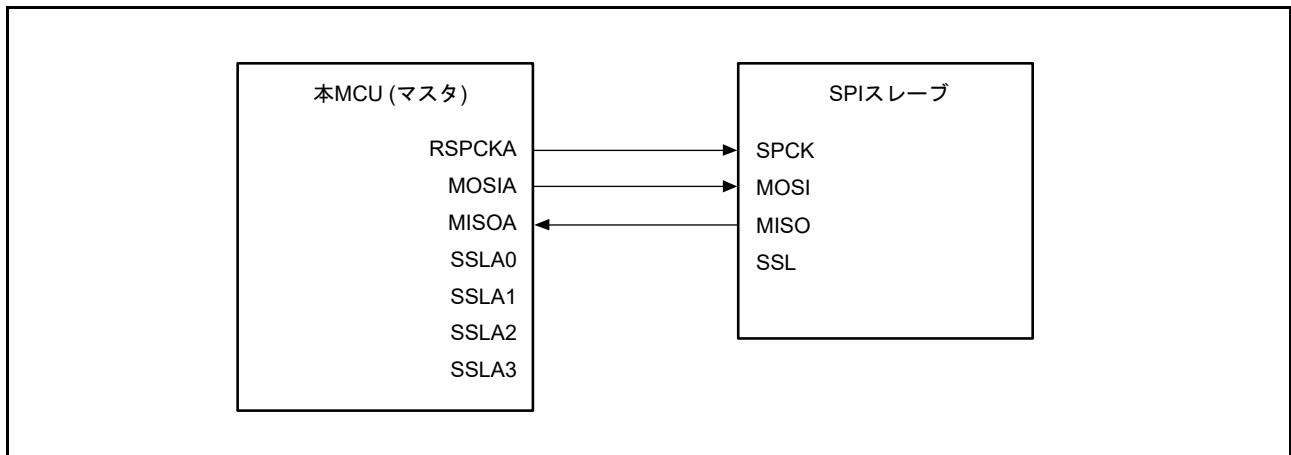 本MCU (マスタ)
RSPCKA
MOSIA
MISOA
SSLA0
SSLA1
SSLA2
SSLA3
SPIスレーブ
SPCK
MOSI
MISO
SSL